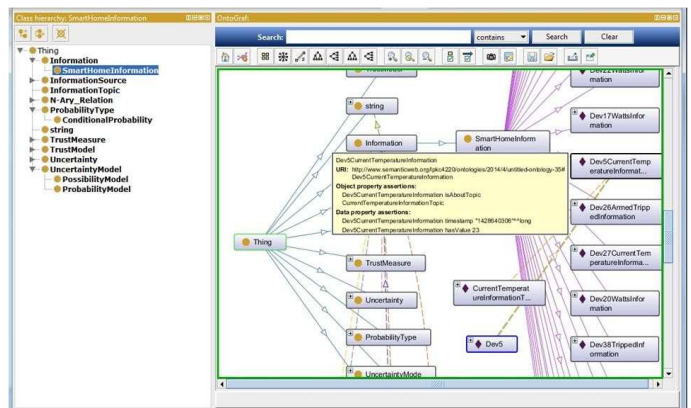 Class hierarchy: SmartHomeInformation
OntoGraf:
Search:
contains
Search
Clear
Thing
Information
SmartHomeInformation
InformationSource
InformationTopic
N-Ary_Relation
ProbabilityType
ConditionalProbability
string
TrustMeasure
TrustModel
Uncertainty
UncertaintyModel
PossibilityModel
ProbabilityModel
string
Information
SmartHomeInform
ation
Dev22WattsInfor
mation
Dev17WattsInfor
mation
Dev5CurrentTemp
eratureInformat...
Dev5CurrentTemperatureInformation
URI: http://www.semanticweb.org/lpkc4220/ontologies/2014/4/untitled-ontology-35#
Dev5CurrentTemperatureInformation
Object property assertions:
Dev5CurrentTemperatureInformation isAboutTopic
CurrentTemperatureInformationTopic
Data property assertions:
Dev5CurrentTemperatureInformation timestamp "1428640306"^^long
Dev5CurrentTemperatureInformation hasValue 23
Dev26ArmedTripp
edInformation
Thing
Dev27CurrentTem
peratureInforma...
TrustMeasure
CurrentTemperat
ureInformationT...
Uncertainty
Dev20WattsInfor
mation
ProbabilityType
Dev5
Dev38TrippedInf
ormation
UncertaintyMode